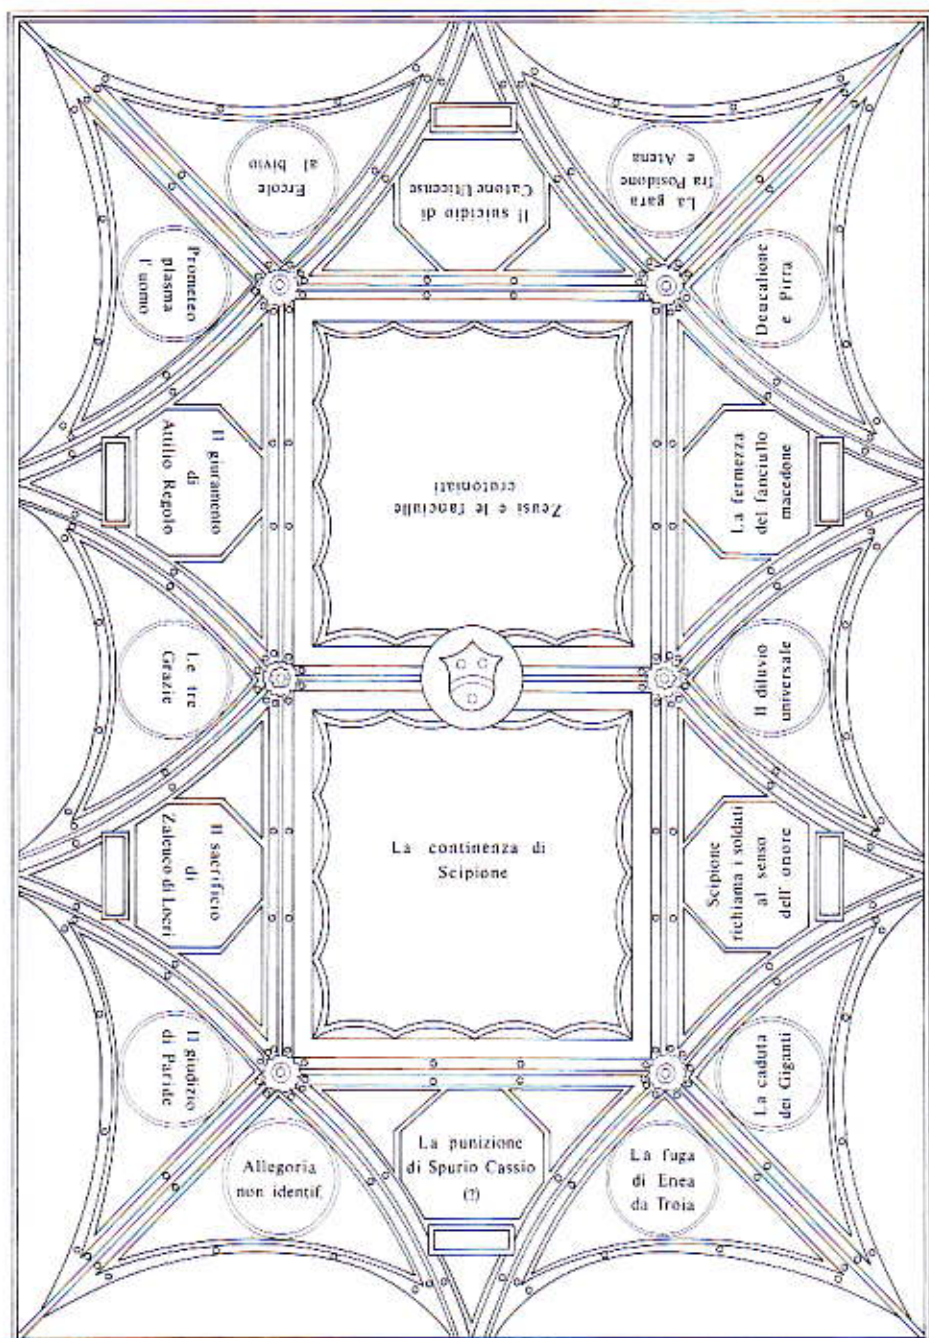 Ercole
al bivio
Il suicidio di
Catone Uticense
La gara
fra Posidone
e Atena
Prometeo
plasma
l' uomo
Deucalione
e Pirra
Il giuramento
di
Attilio Regolo
Zeusi e le fanciulle
crotoniati
La fermezza
del fanciullo
macedone
Le tre
Grazie
Il diluvio
universale
Il sacrificio
di
Zaleuco di Locri
La continenza di
Scipione
Scipione
richiama i soldati
al senso
dell' onore
Il giudizio
di Paride
La caduta
dei Giganti
Allegoria
non identif.
La punizione
di Spurio Cassio
(?)
La fuga
di Enea
da Troia